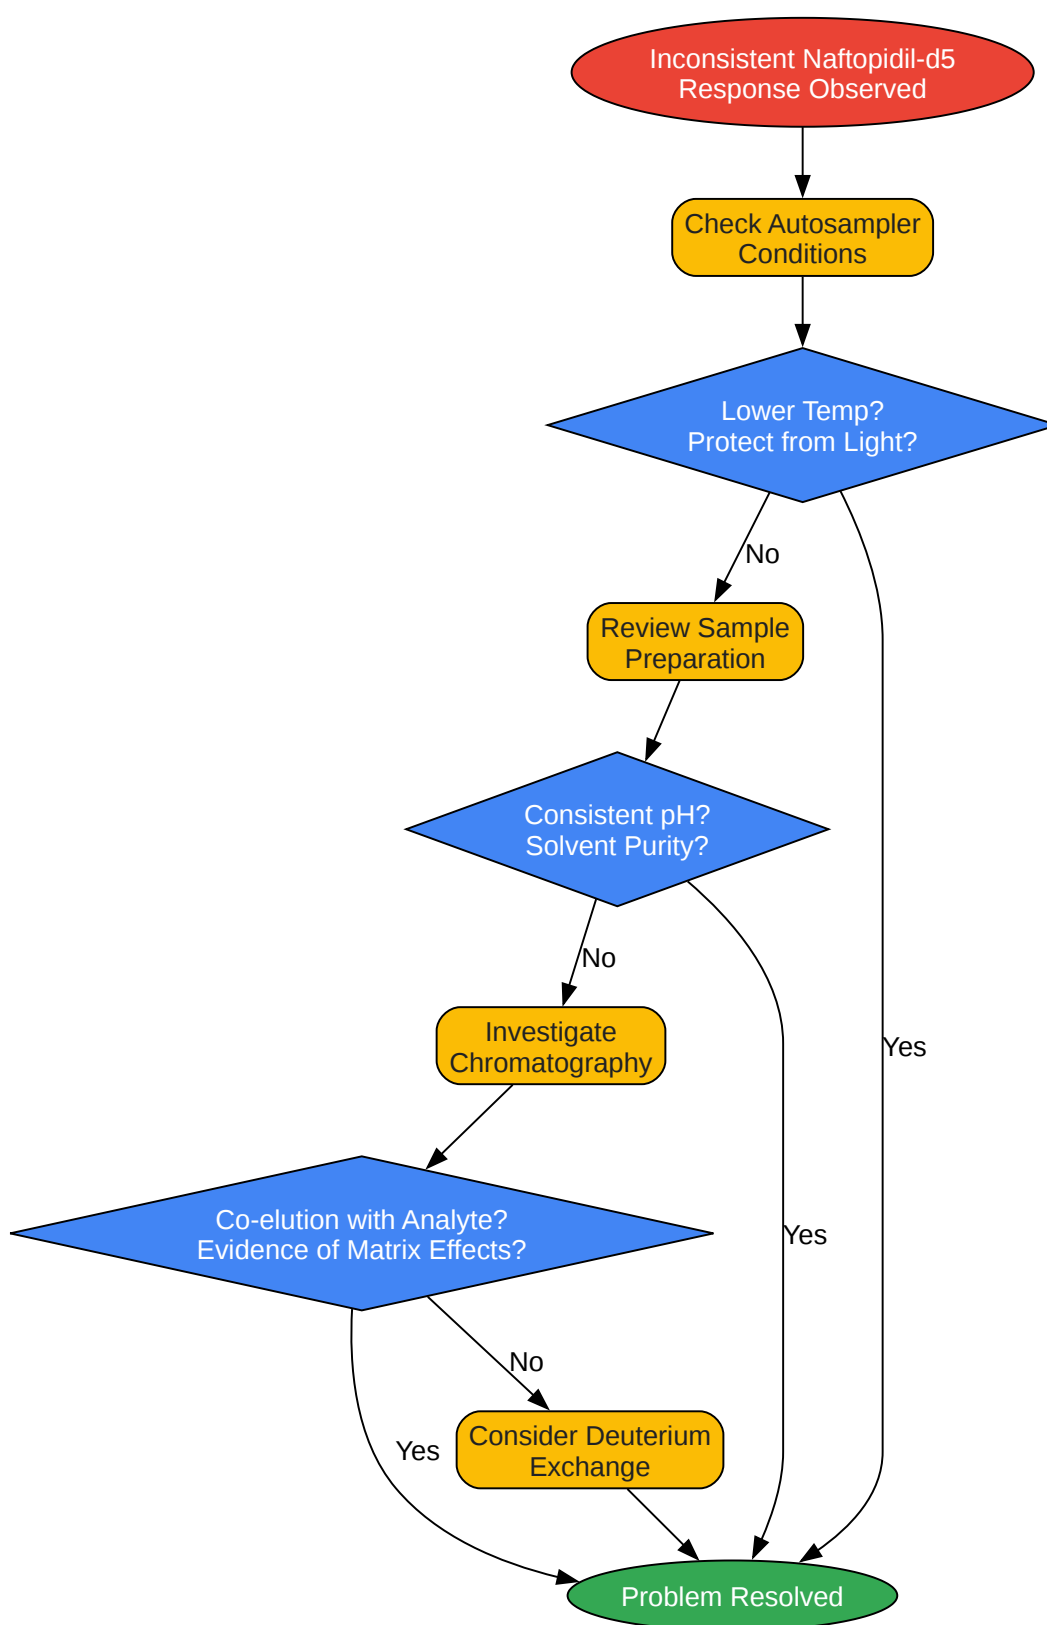 Inconsistent Naftopidil-d5
Response Observed
Check Autosampler
Conditions
Lower Temp?
Protect from Light?
No
Review Sample
Preparation
Consistent pH?
Solvent Purity?
No
Investigate
Chromatography
Yes
Co-elution with Analyte?
Evidence of Matrix Effects?
Yes
No
Consider Deuterium
Exchange
Yes
Problem Resolved